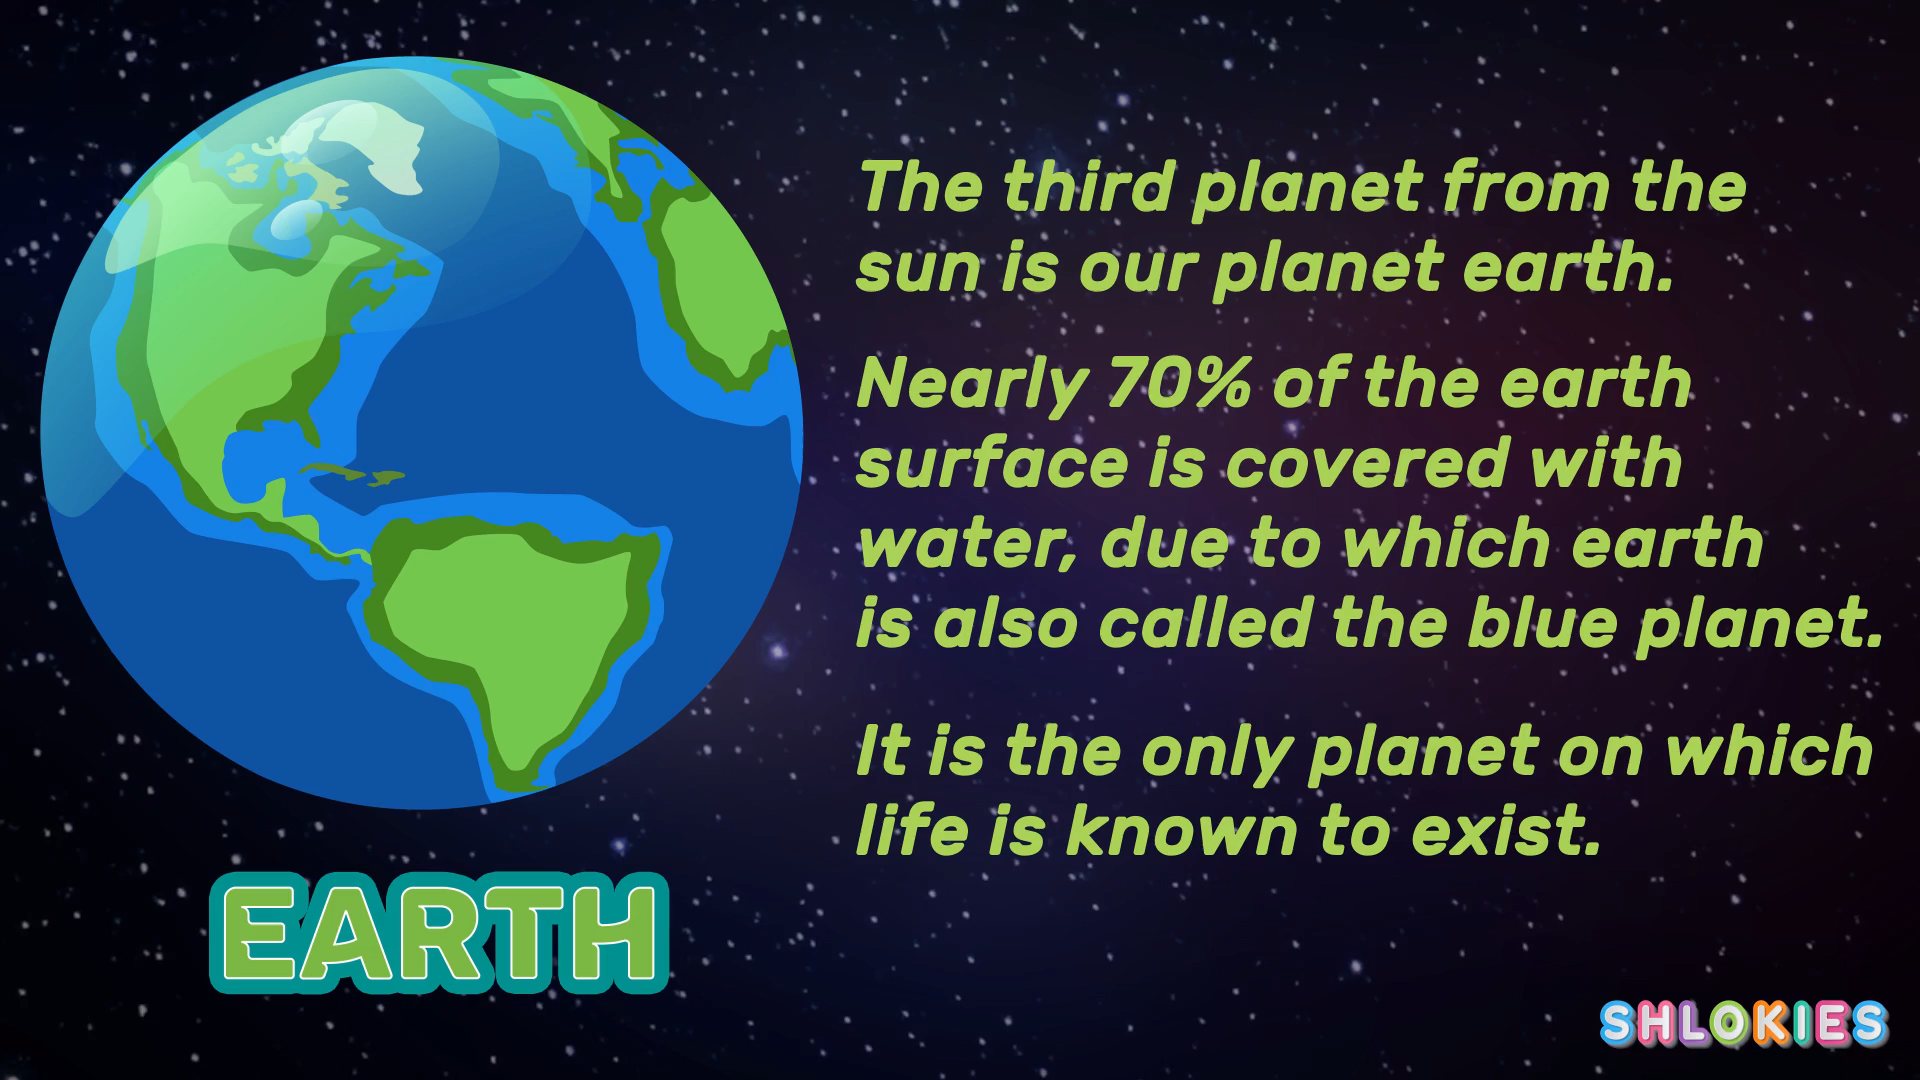 The third planet from the
sun is our planet earth.
Nearly 70% of the earth
surface is covered with
water, due to which earth
is also called the blue planet.
It is the only planet on which
life is known to exist.
EARTH
SHLOKIES